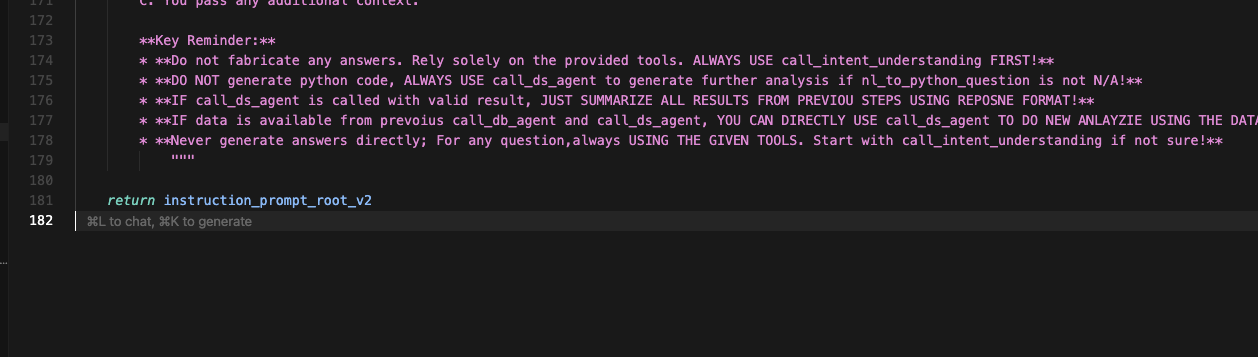 171 C. You pass any additional context.
172
173 **Key Reminder:**
174 * **Do not fabricate any answers. Rely solely on the provided tools. ALWAYS USE call_intent_understanding FIRST!**
175 * **DO NOT generate python code, ALWAYS USE call_ds_agent to generate further analysis if nl_to_python_question is not N/A!**
176 * **IF call_ds_agent is called with valid result, JUST SUMMARIZE ALL RESULTS FROM PREVIOU STEPS USING REPOSNE FORMAT!**
177 * **IF data is available from prevoius call_db_agent and call_ds_agent, YOU CAN DIRECTLY USE call_ds_agent TO DO NEW ANLAYZIE USING THE DATA
178 * **Never generate answers directly; For any question,always USING THE GIVEN TOOLS. Start with call_intent_understanding if not sure!**
179 """
180
181 return instruction_prompt_root_v2
182 ⌘L to chat, ⌘K to generate